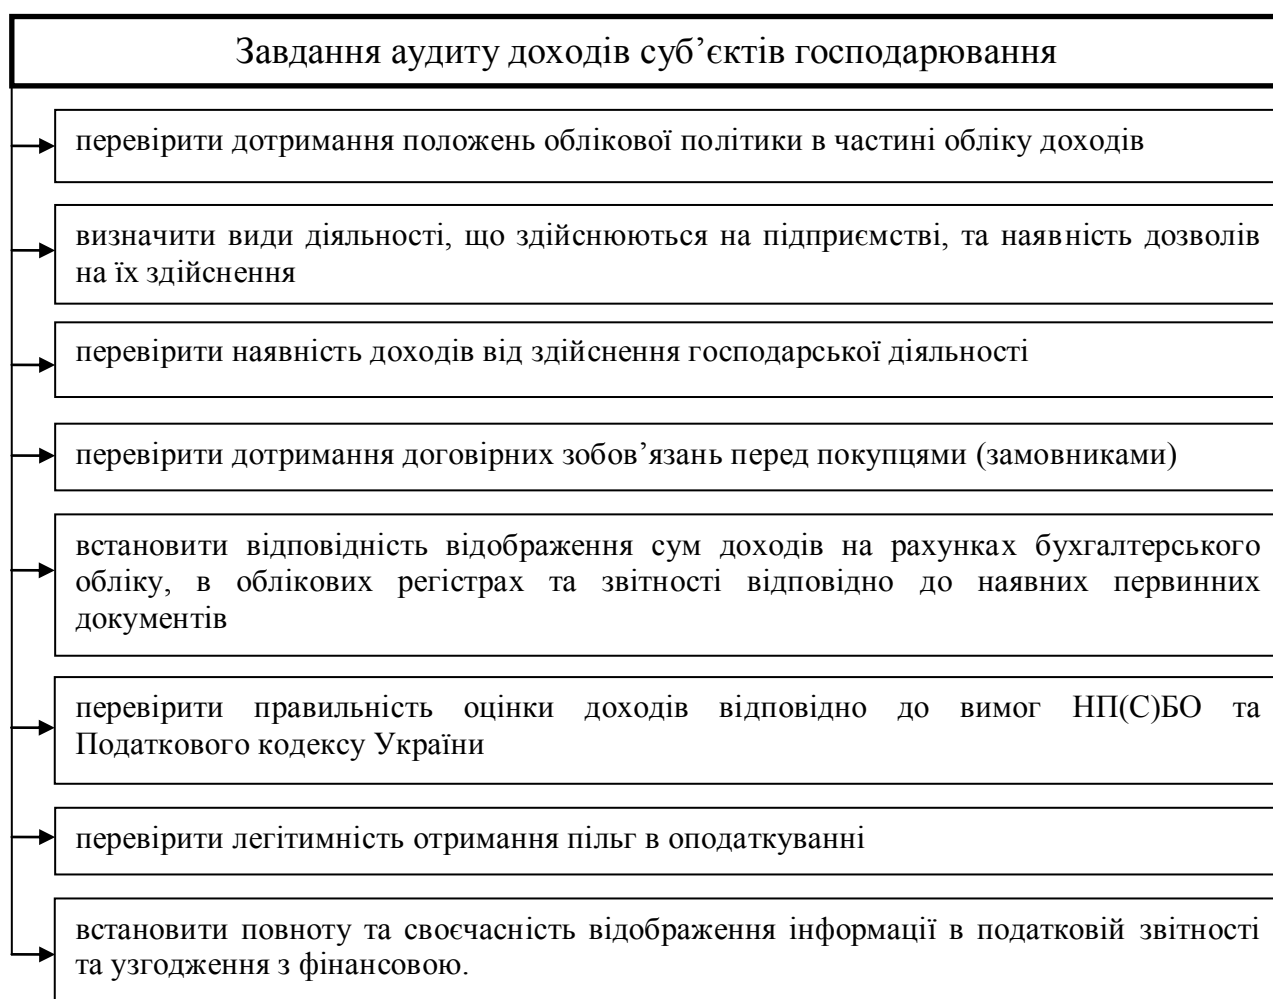 Завдання аудиту доходів суб’єктів господарювання
перевірити дотримання положень облікової політики в частині обліку доходів
визначити види діяльності, що здійснюються на підприємстві, та наявність дозволів
на їх здійснення
перевірити наявність доходів від здійснення господарської діяльності
перевірити дотримання договірних зобов’язань перед покупцями (замовниками)
встановити відповідність відображення сум доходів на рахунках бухгалтерського
обліку, в облікових регістрах та звітності відповідно до наявних первинних
документів
перевірити правильність оцінки доходів відповідно до вимог НП(С)БО та
Податкового кодексу України
перевірити легітимність отримання пільг в оподаткуванні
встановити повноту та своєчасність відображення інформації в податковій звітності
та узгодження з фінансовою.